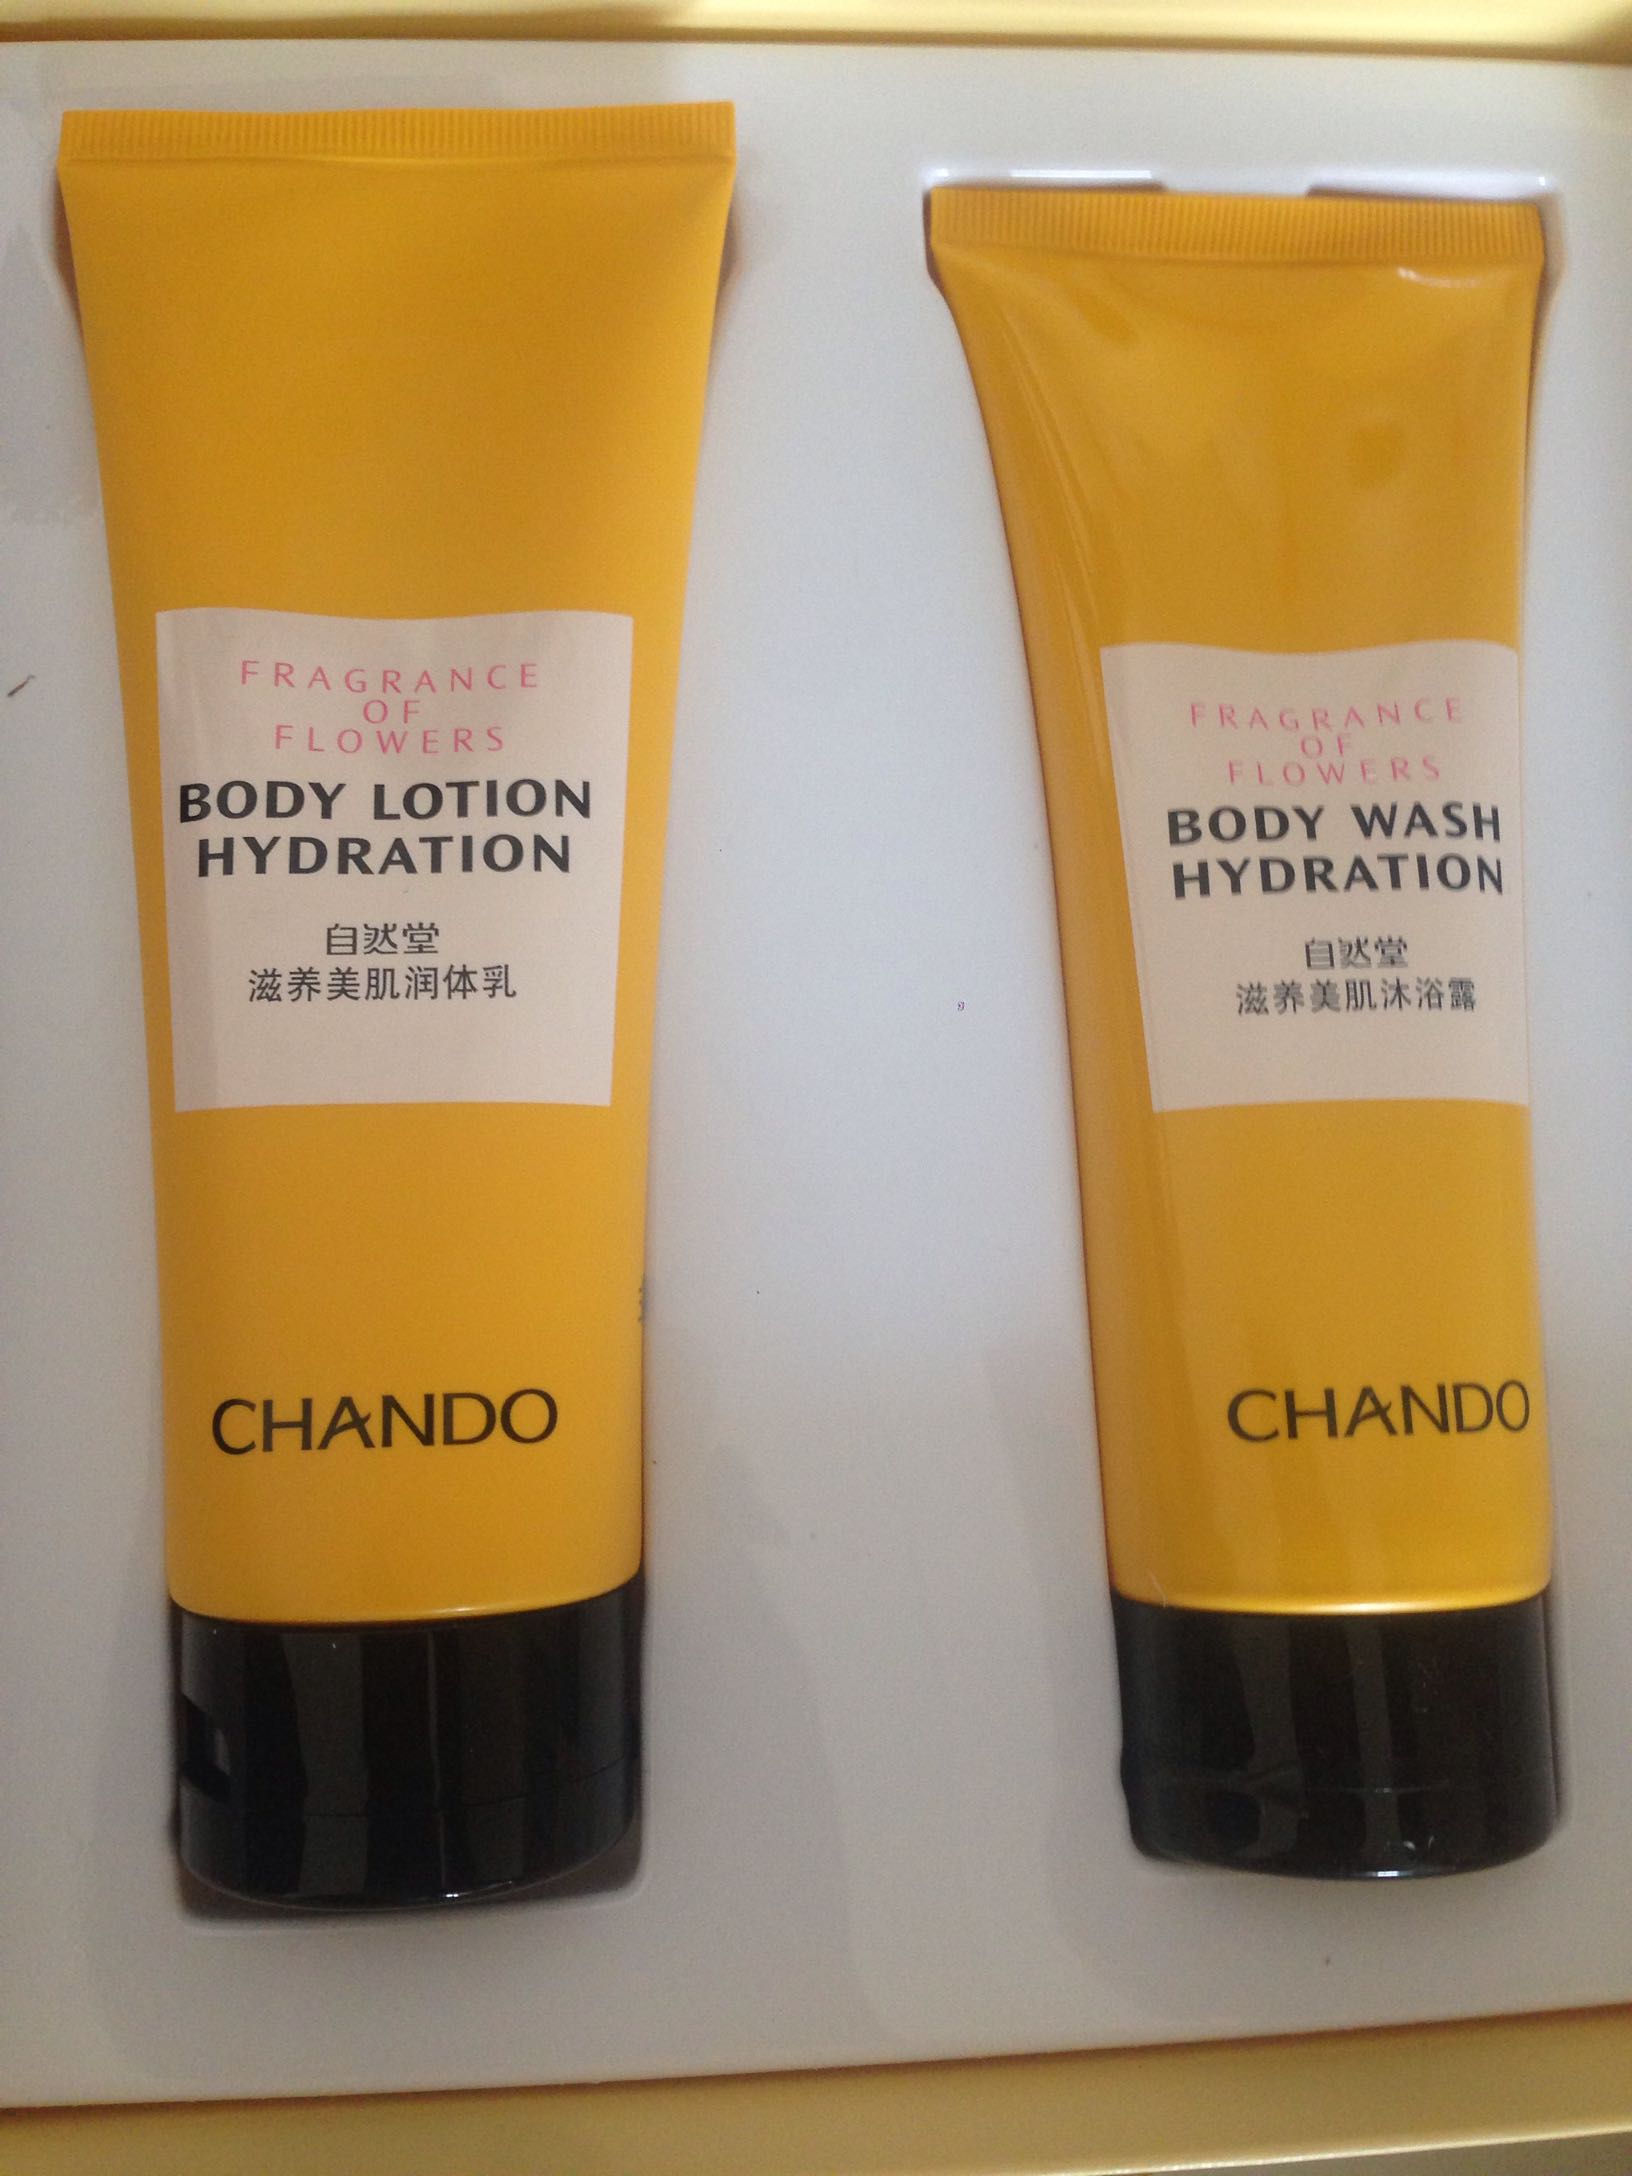 FRAGRANCE
OF
FLOWERS
BODY LOTION
HYDRATION
自然堂
滋养美肌润体乳
CHANDO
FRAGRANCE
OF
FLOWERS
BODY WASH
HYDRATION
自然堂
滋养美肌沐浴露
CHANDO